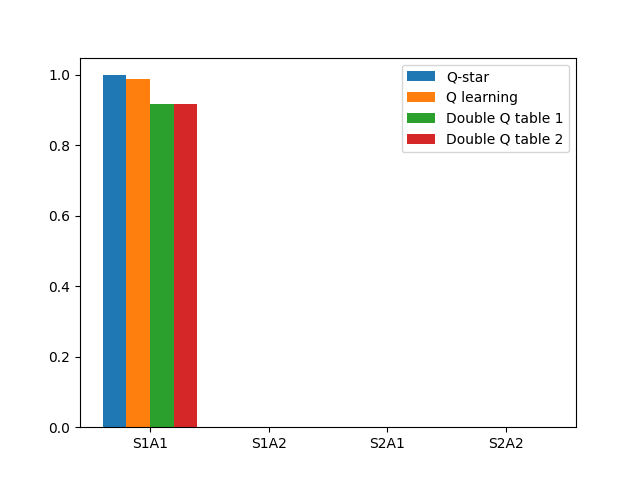 1.0
0.8
0.6
0.4
0.2
0.0
S1A1 S1A2 S2A1 S2A2
Q-star
Q learning
Double Q table 1
Double Q table 2